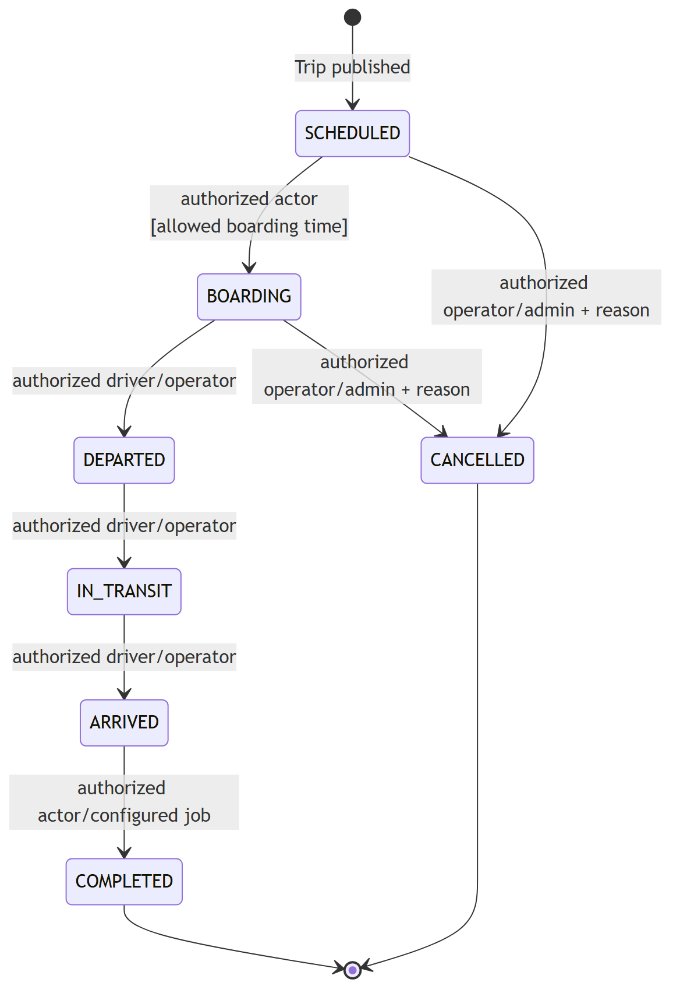 Trip published
SCHEDULED
authorized actor
[allowed boarding time]
authorized
operator/admin + reason
BOARDING
authorized
operator/admin + reason
authorized driver/operator
DEPARTED
CANCELLED
authorized driver/operator
IN_TRANSIT
authorized driver/operator
ARRIVED
authorized
actor/configured job
COMPLETED